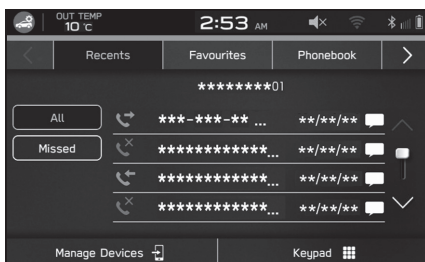 OUT TEMP
10 °C
2:53 AM
Recents
Favourites
Phonebook
********01
All
***-***-** ... **/**/**
Missed
************... **/**/**
************... **/**/**
************... **/**/**
Manage Devices
Keypad